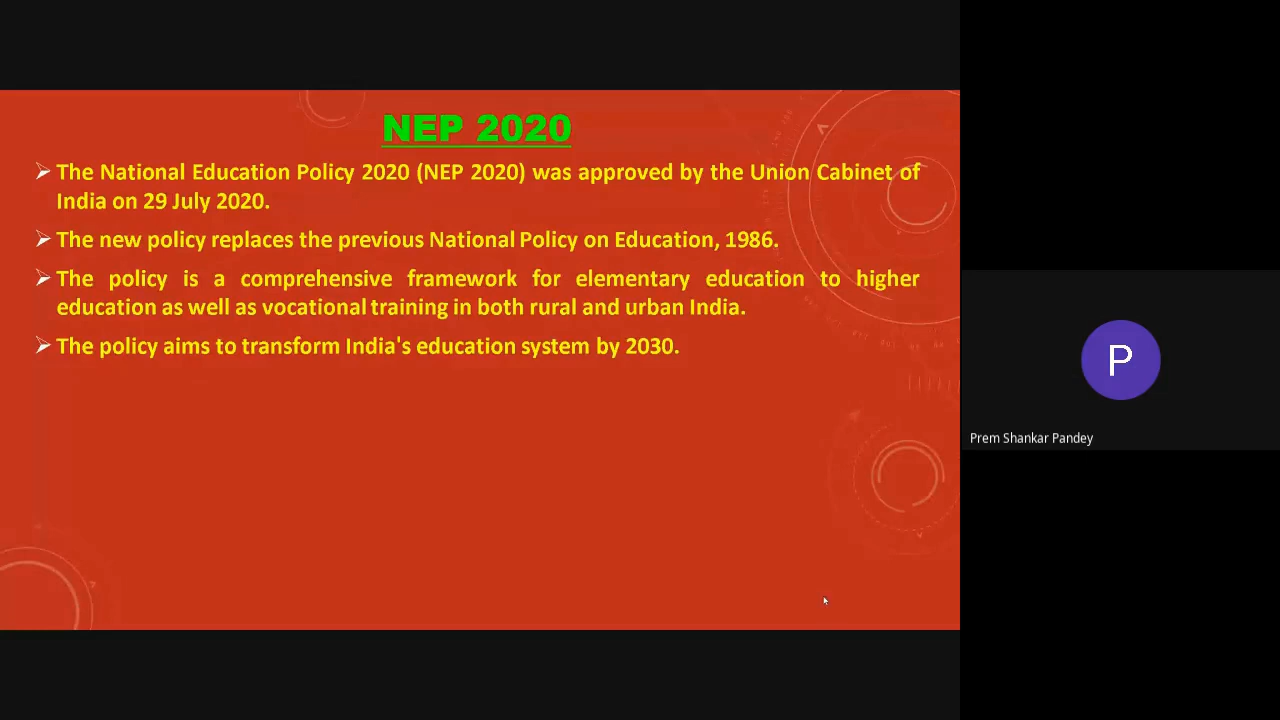 NEP 2020
The National Education Policy 2020 (NEP 2020) was approved by the Union Cabinet of
India on 29 July 2020.
The new policy replaces the previous National Policy on Education, 1986.
The policy is a comprehensive framework for elementary education to higher
education as well as vocational training in both rural and urban India.
The policy aims to transform India's education system by 2030.
P
Prem Shankar Pandey